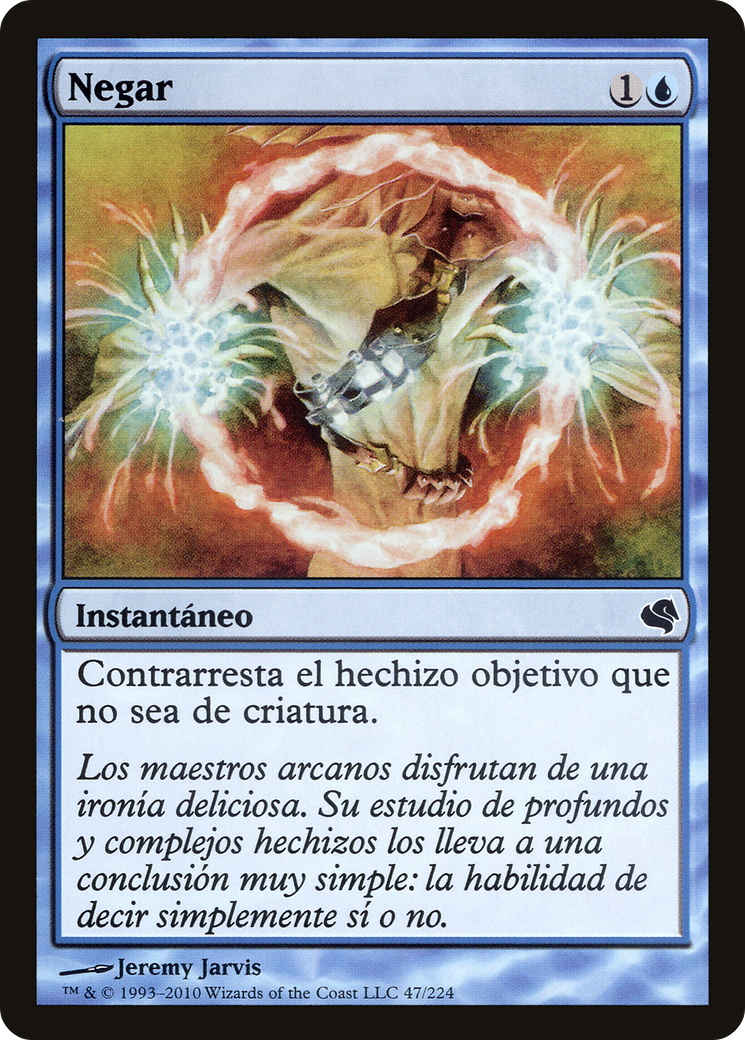 Negar
1
Instantáneo
Contrarresta el hechizo objetivo que
no sea de criatura.
Los maestros arcanos disfrutan de una
ironía deliciosa. Su estudio de profundos
y complejos hechizos los lleva a una
conclusión muy simple: la habilidad de
decir simplemente sí o no.
Jeremy Jarvis
™ & © 1993–2010 Wizards of the Coast LLC 47/224